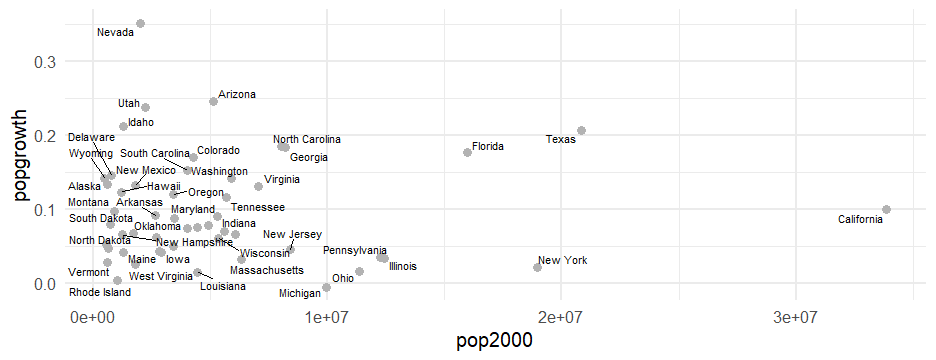 Nevada
0.3
Arizona
Utah
Idaho
0.2
Texas
Delaware
North Carolina
Florida
Wyoming
South Carolina
Colorado
Georgia
New Mexico
Washington
Alaska
Hawaii
Oregon
Virginia
Montana
Arkansas
Maryland
Tennessee
0.1
South Dakota
Oklahoma
Indiana
California
North Dakota
New Hampshire
New Jersey
Wisconsin
Pennsylvania
Maine
Iowa
New York
Illinois
Vermont
West Virginia
Massachusetts
Ohio
0.0
Rhode Island
Louisiana
Michigan
popgrowth
0e+00
1e+07
2e+07
3e+07
pop2000